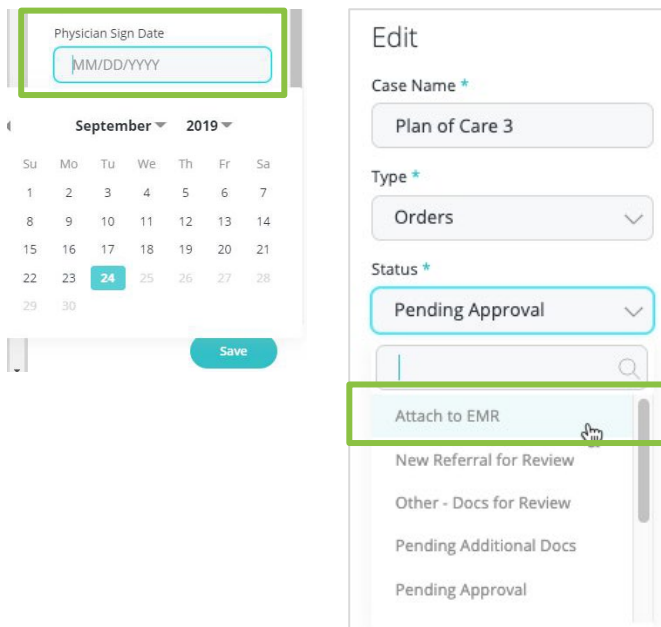 Physician Sign Date
MM/DD/YYYY
September 2019
Su Mo Tu We Th Fr Sa
1 2 3 4 5 6 7
8 9 10 11 12 13 14
15 16 17 18 19 20 21
22 23 24 25 26 27 28
29 30
Save
Edit
Case Name *
Plan of Care 3
Type *
Orders
Status *
Pending Approval
Attach to EMR
New Referral for Review
Other - Docs for Review
Pending Additional Docs
Pending Approval